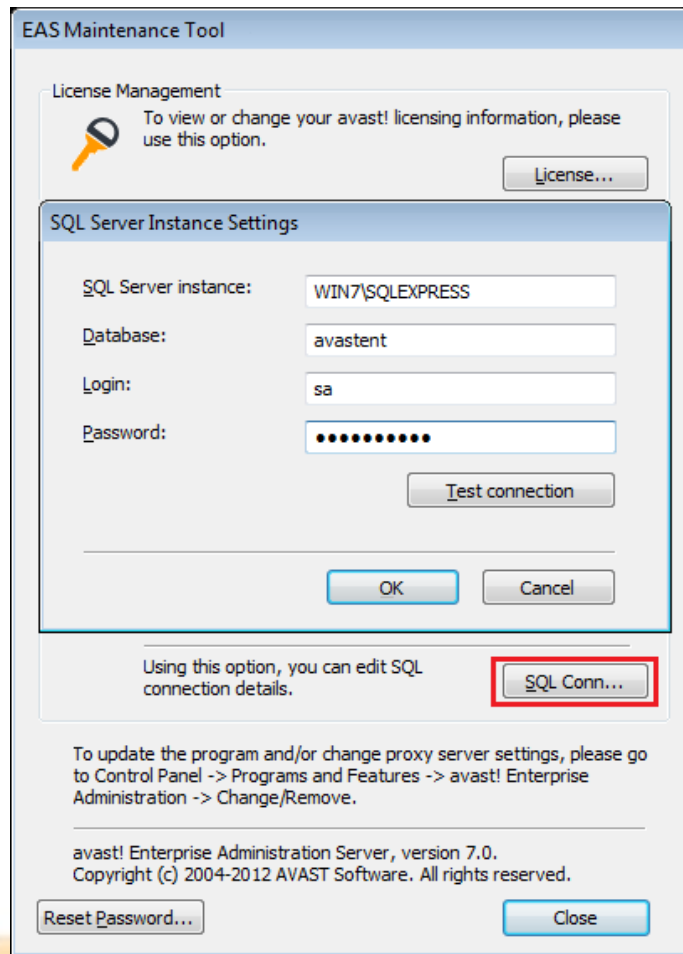 EAS Maintenance Tool
License Management
To view or change your avast! licensing information, please
use this option.
License...
SQL Server Instance Settings
SQL Server instance:
WIN7\SQLEXPRESS
Database:
avastent
Login:
sa
Password:
●●●●●●●●●●
Test connection
OK
Cancel
Using this option, you can edit SQL
connection details.
SQL Conn...
To update the program and/or change proxy server settings, please go
to Control Panel -> Programs and Features -> avast! Enterprise
Administration -> Change/Remove.
avast! Enterprise Administration Server, version 7.0.
Copyright (c) 2004-2012 AVAST Software. All rights reserved.
Reset Password...
Close